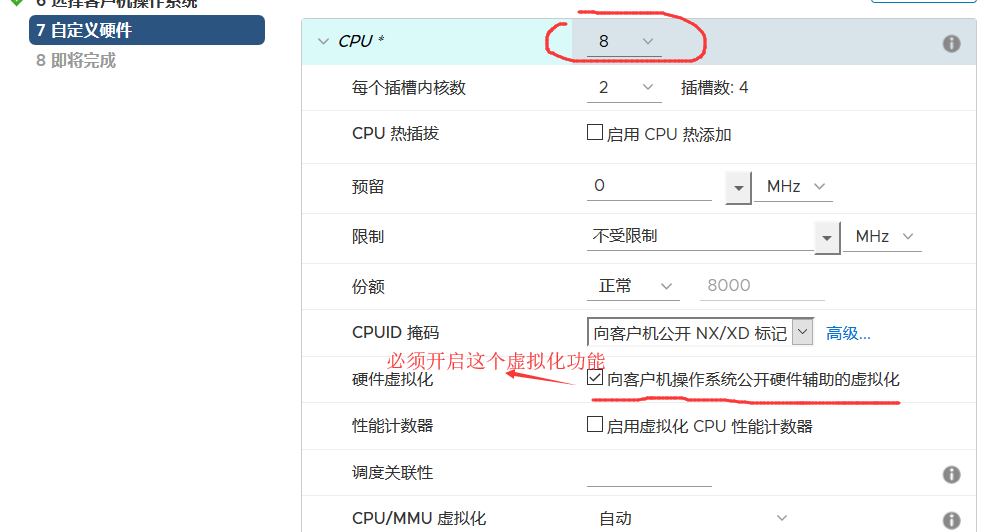 6 选择客户机操作系统
7 自定义硬件
8 即将完成
CPU * 8
每个插槽内核数 2 插槽数: 4
CPU 热插拔 启用 CPU 热添加
预留 0 MHz
限制 不受限制 MHz
份额 正常 8000
CPUID 掩码 向客户机公开 NX/XD 标记 高级...
必须开启这个虚拟化功能
硬件虚拟化 向客户机操作系统公开硬件辅助的虚拟化
性能计数器 启用虚拟化 CPU 性能计数器
调度关联性
CPU/MMU 虚拟化 自动